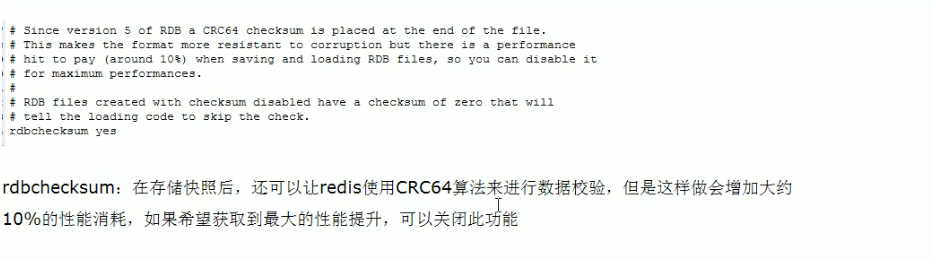 # Since version 5 of RDB a CRC64 checksum is placed at the end of the file.
# This makes the format more resistant to corruption but there is a performance
# hit to pay (around 10%) when saving and loading RDB files, so you can disable it
# for maximum performances.
#
# RDB files created with checksum disabled have a checksum of zero that will
# tell the loading code to skip the check.
rdbchecksum yes
rdbchecksum：在存储快照后，还可以让redis使用CRC64算法来进行数据校验，但是这样做会增加大约
10%的性能消耗，如果希望获取到最大的性能提升，可以关闭此功能